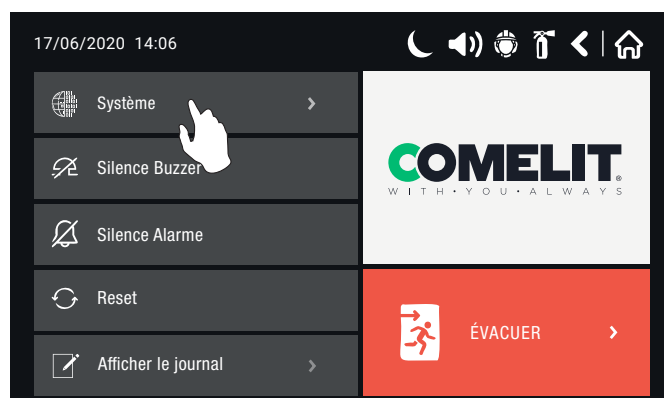 17/06/2020 14:06
Système
Silence Buzzer
Silence Alarme
Reset
Afficher le journal
COMELIT®
WITH·YOU·ALWAYS
ÉVACUER